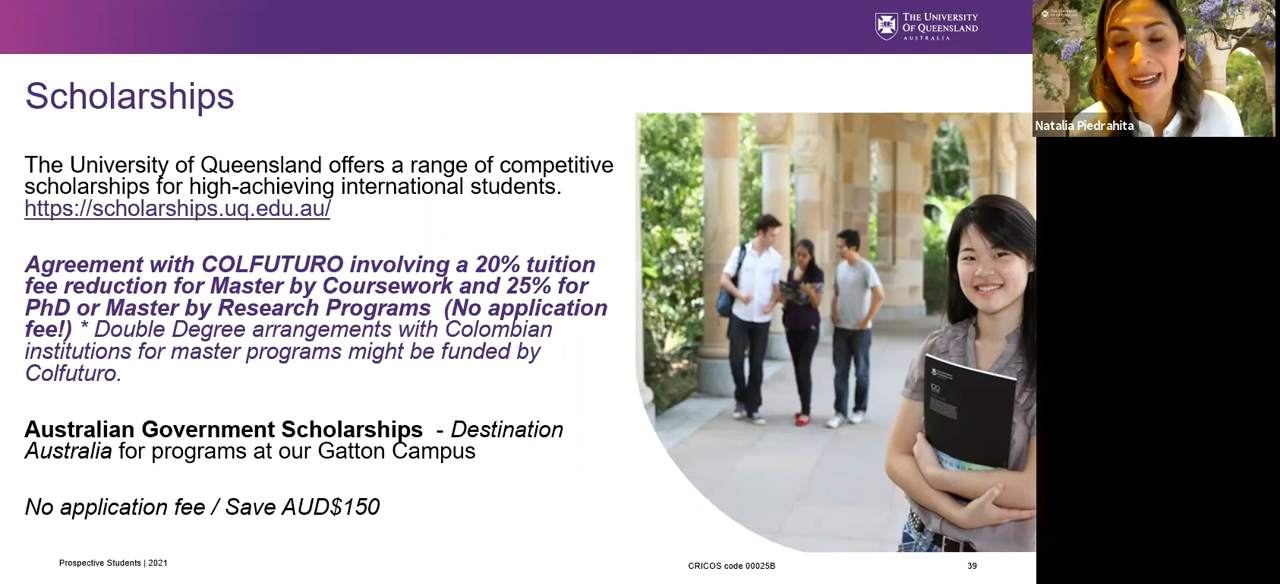 THE UNIVERSITY
OF QUEENSLAND
AUSTRALIA
Natalia Piedrahita
Scholarships
The University of Queensland offers a range of competitive
scholarships for high-achieving international students.
https://scholarships.uq.edu.au/
Agreement with COLFUTURO involving a 20% tuition
fee reduction for Master by Coursework and 25% for
PhD or Master by Research Programs (No application
fee!) * Double Degree arrangements with Colombian
institutions for master programs might be funded by
Colfuturo.
Australian Government Scholarships - Destination
Australia for programs at our Gatton Campus
No application fee / Save AUD$150
Prospective Students | 2021
CRICOS code 00025B
39